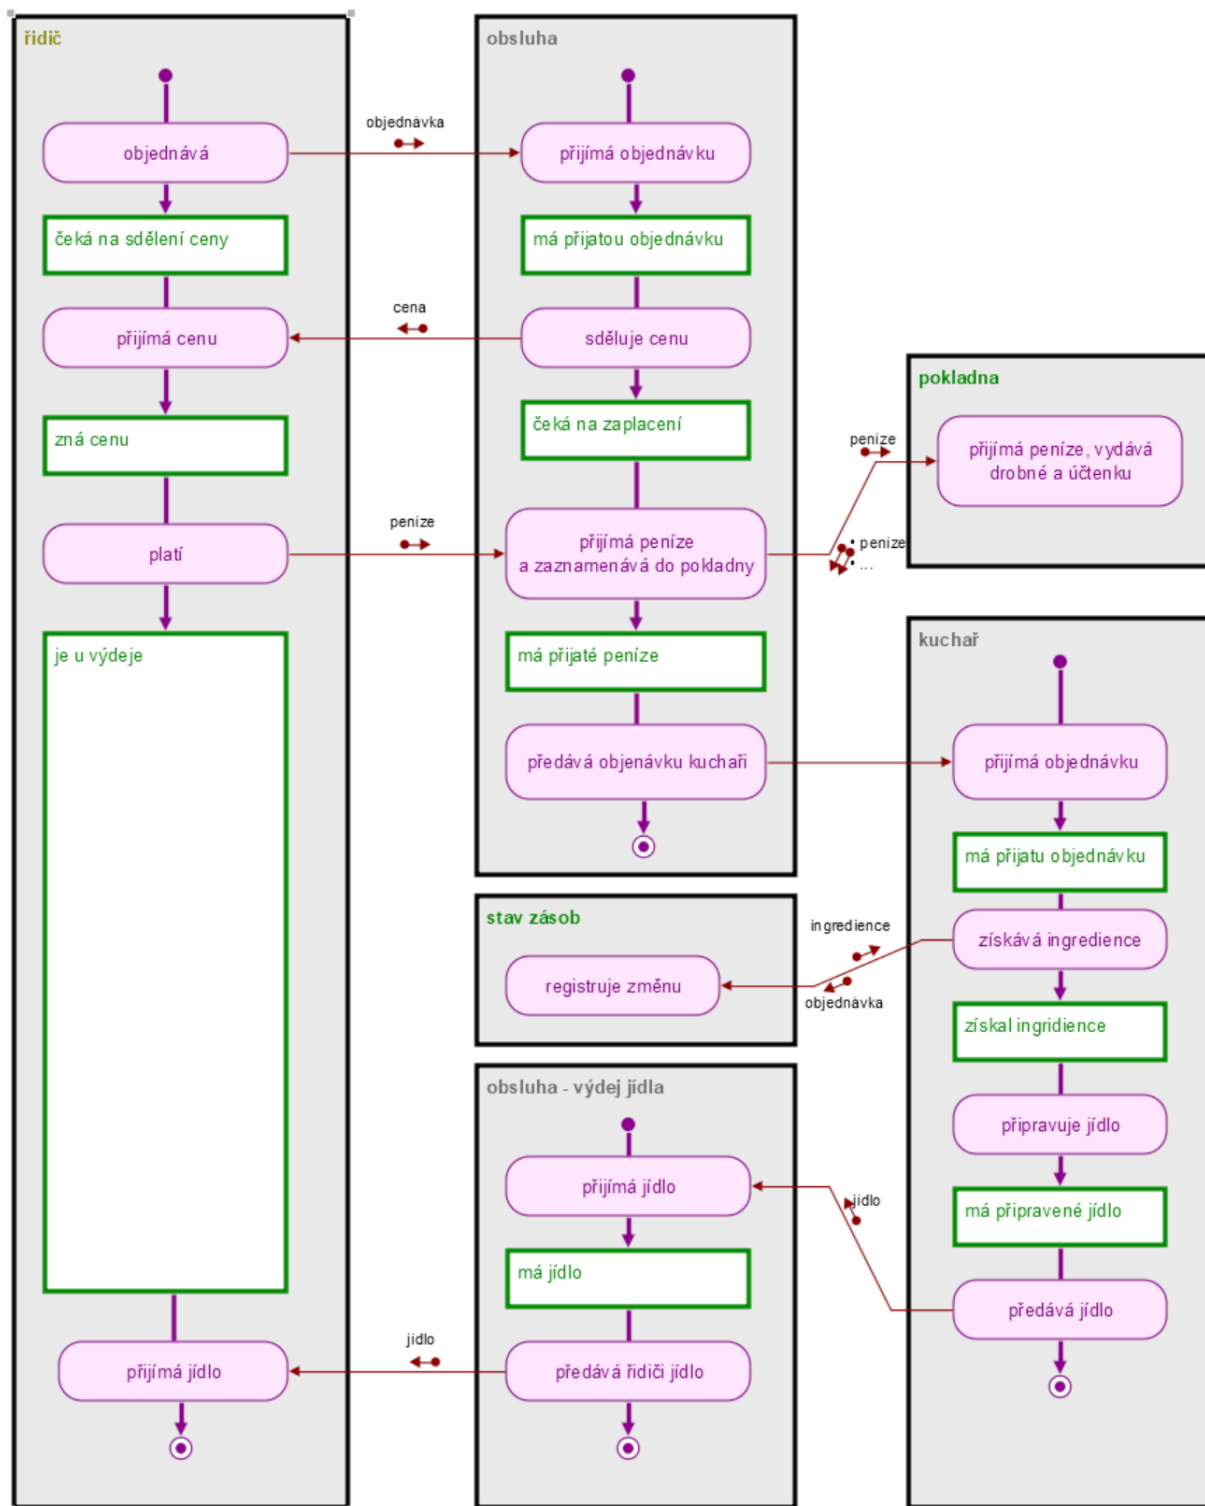 řidič
objednává
čeká na sdělení ceny
přijímá cenu
zná cenu
platí
je u výdeje
přijímá jídlo
objednávka
cena
peníze
jídlo
obsluha
přijímá objednávku
má přijatou objednávku
sděluje cenu
čeká na zaplacení
přijímá peníze
a zaznamenává do pokladny
má přijaté peníze
předává objenávku kuchaři
stav zásob
registruje změnu
obsluha - výdej jídla
přijímá jídlo
má jídlo
předává řidiči jídlo
peníze
• peníze
• ...
ingredience
objednávka
jídlo
pokladna
přijímá peníze, vydává
drobné a účtenku
kuchař
přijímá objednávku
má přijatu objednávku
získává ingredience
získal ingridience
připravuje jídlo
má připravené jídlo
předává jídlo